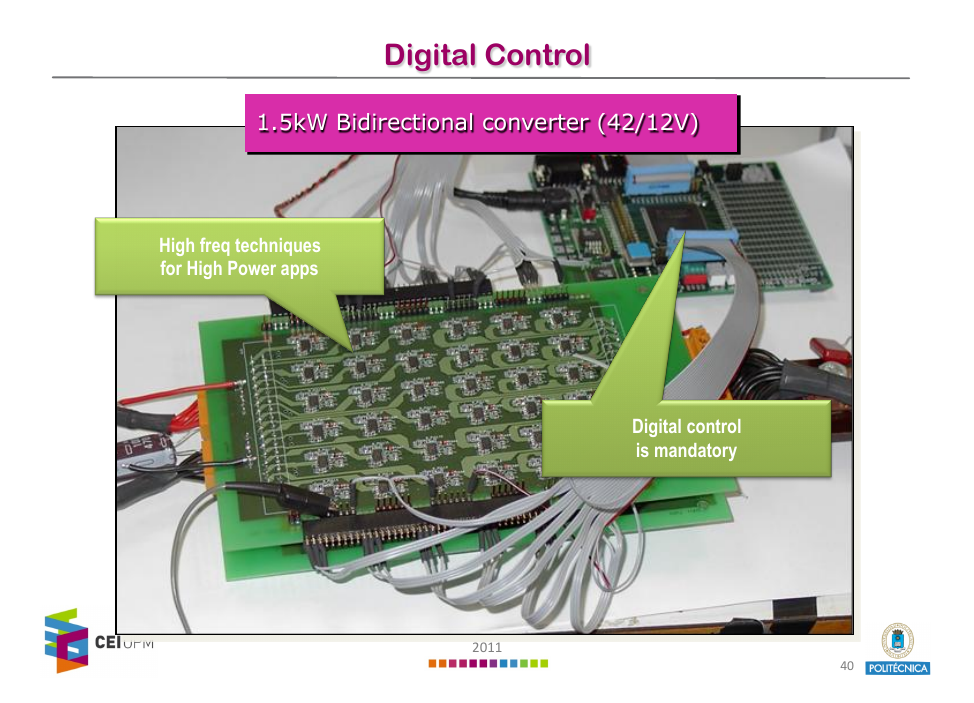 Digital Control
1.5kW Bidirectional converter (42/12V)
High freq techniques
for High Power apps
Digital control
is mandatory
CEI UPM
2011
40
POLITÉCNICA